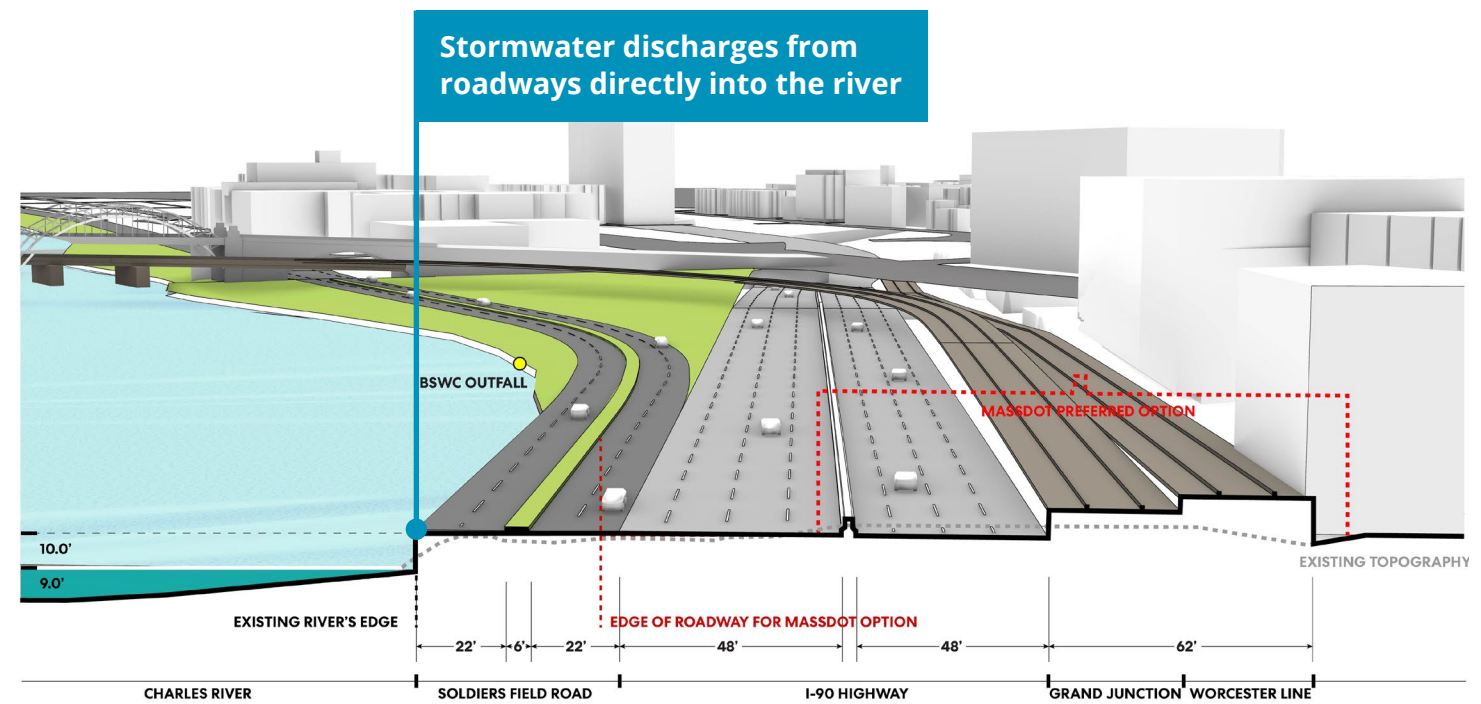 Stormwater discharges from
roadways directly into the river
BSWC OUTFALL
MASSDOT PREFERRED OPTION
10.0'
9.0'
EXISTING TOPOGRAPHY
EXISTING RIVER'S EDGE
EDGE OF ROADWAY FOR MASSDOT OPTION
22' 6' 22' 48' 48' 62'
CHARLES RIVER SOLDIERS FIELD ROAD I-90 HIGHWAY GRAND JUNCTION WORCESTER LINE